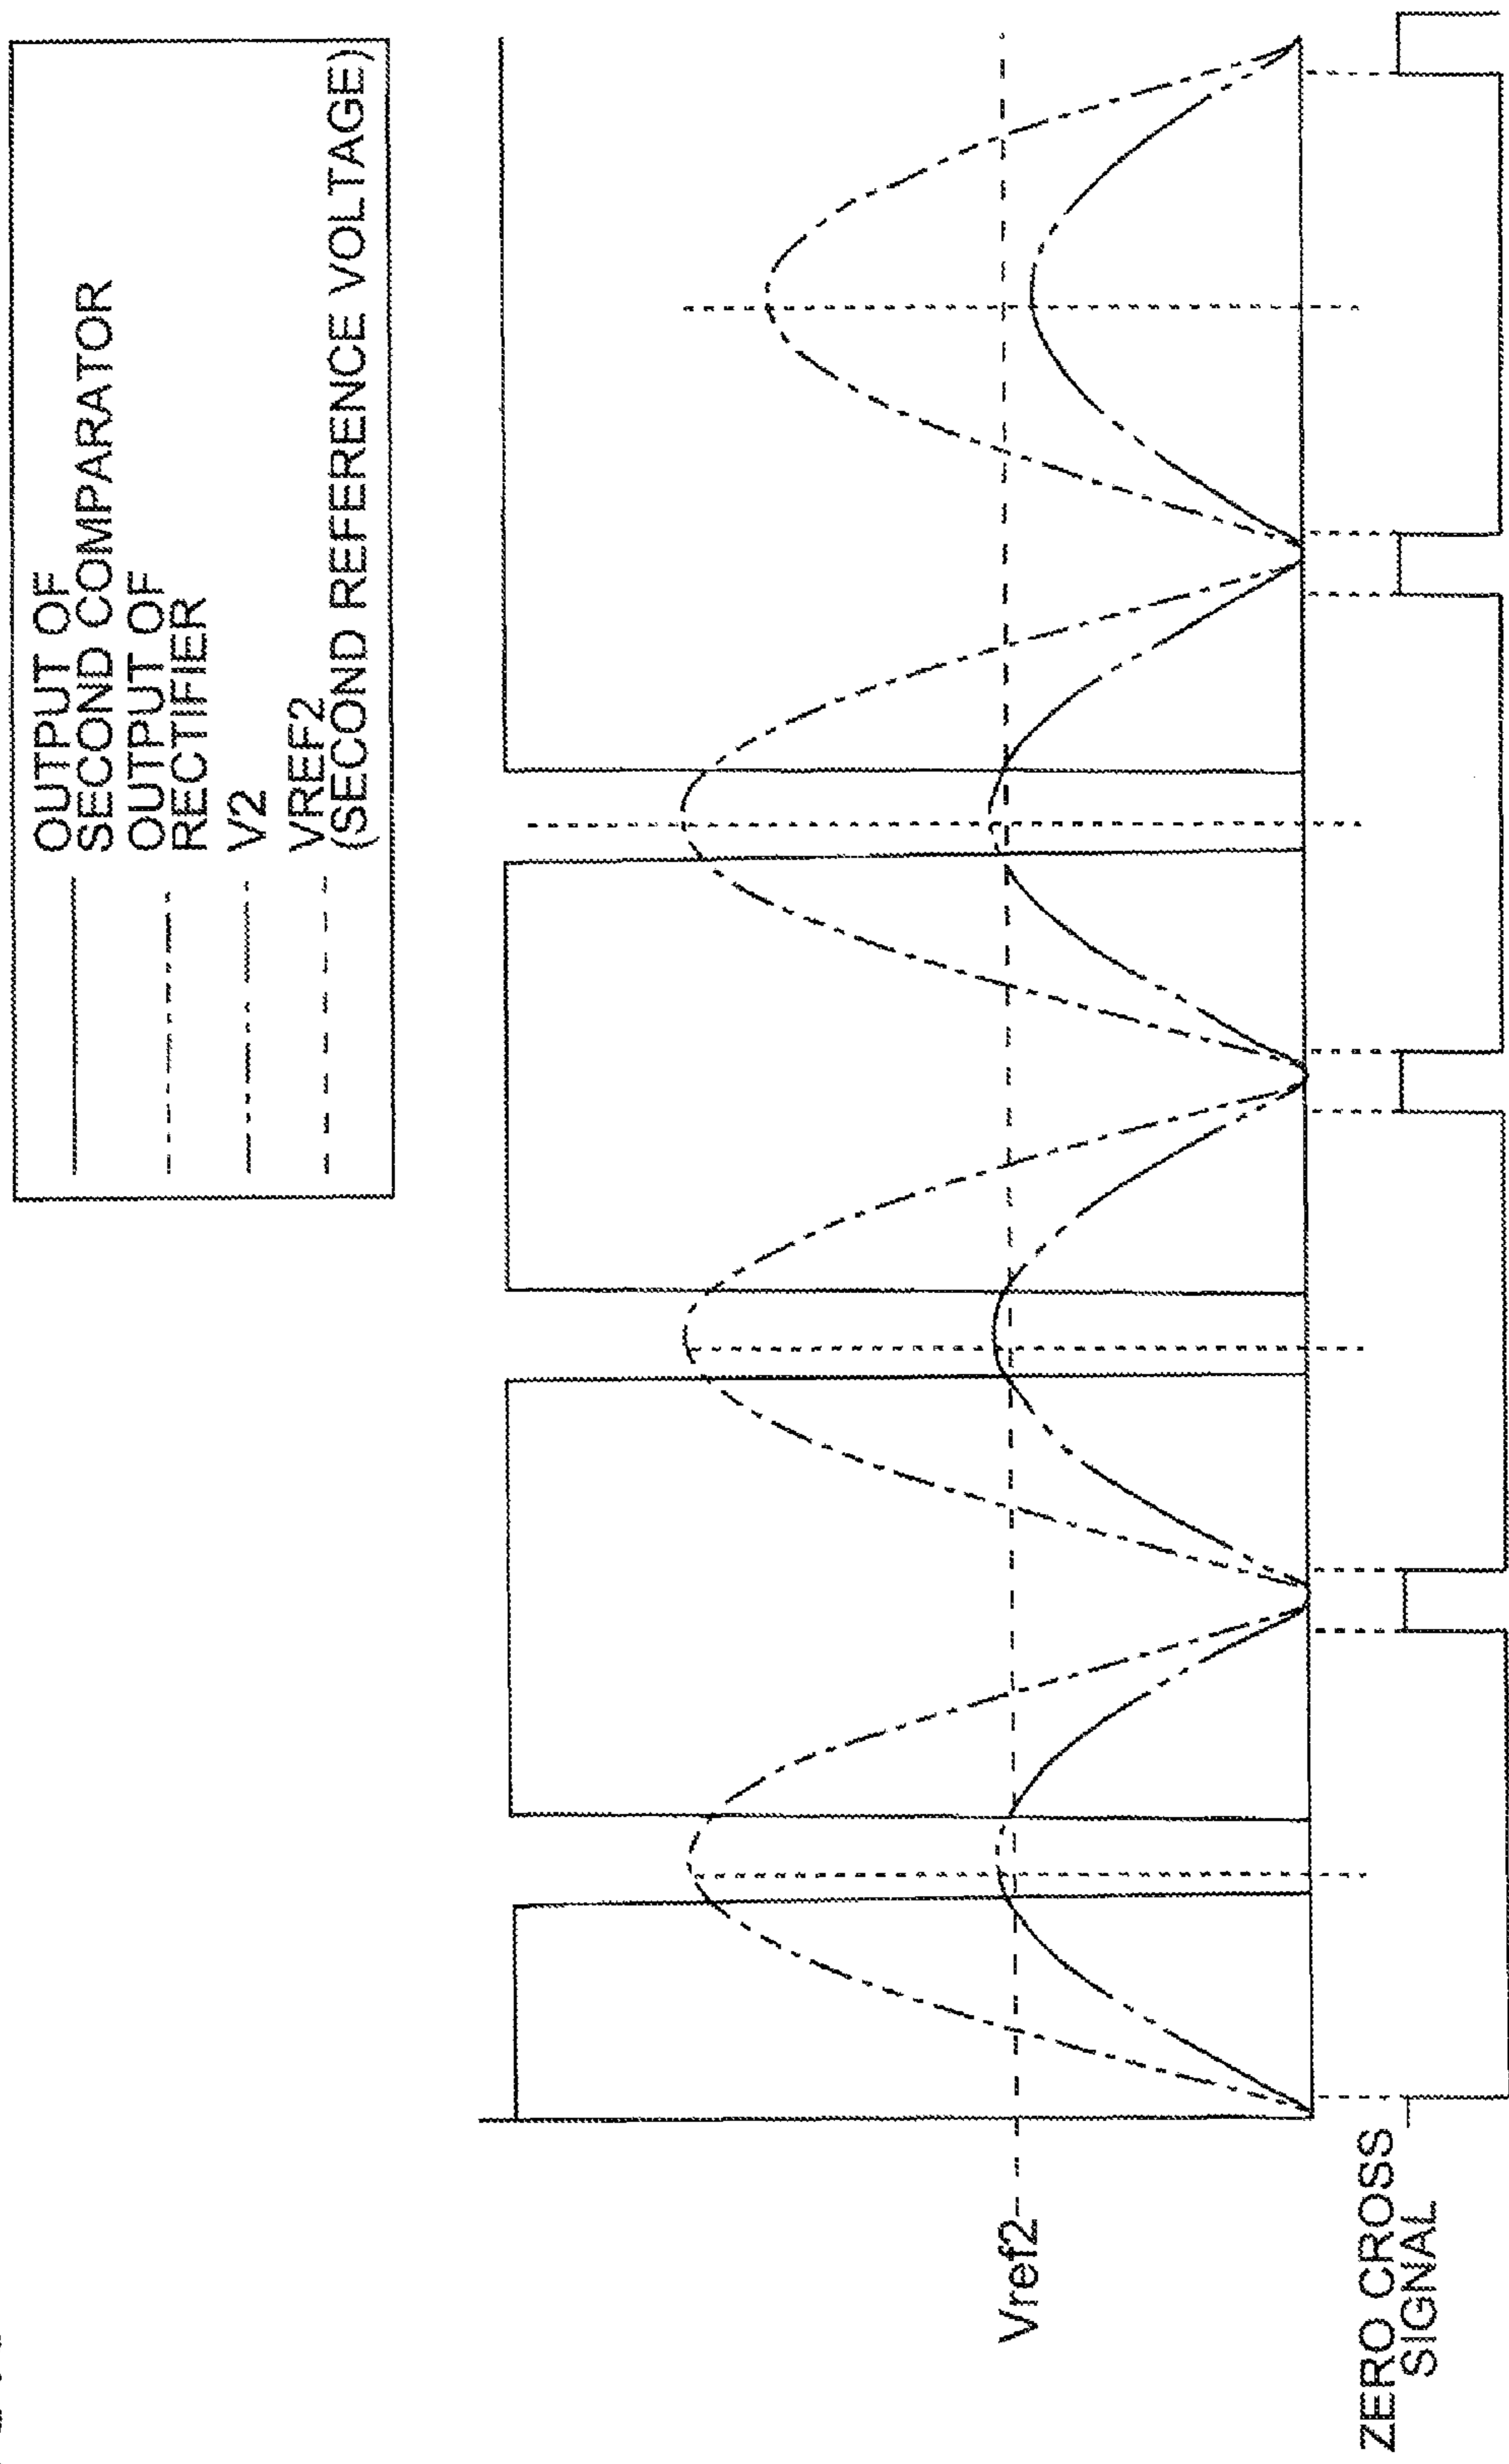 OUTPUT OF
SECOND COMPARATOR
OUTPUT OF
RECTIFIER
V2
VREF2
(SECOND REFERENCE VOLTAGE)
Vref2
ZERO CROSS
SIGNAL